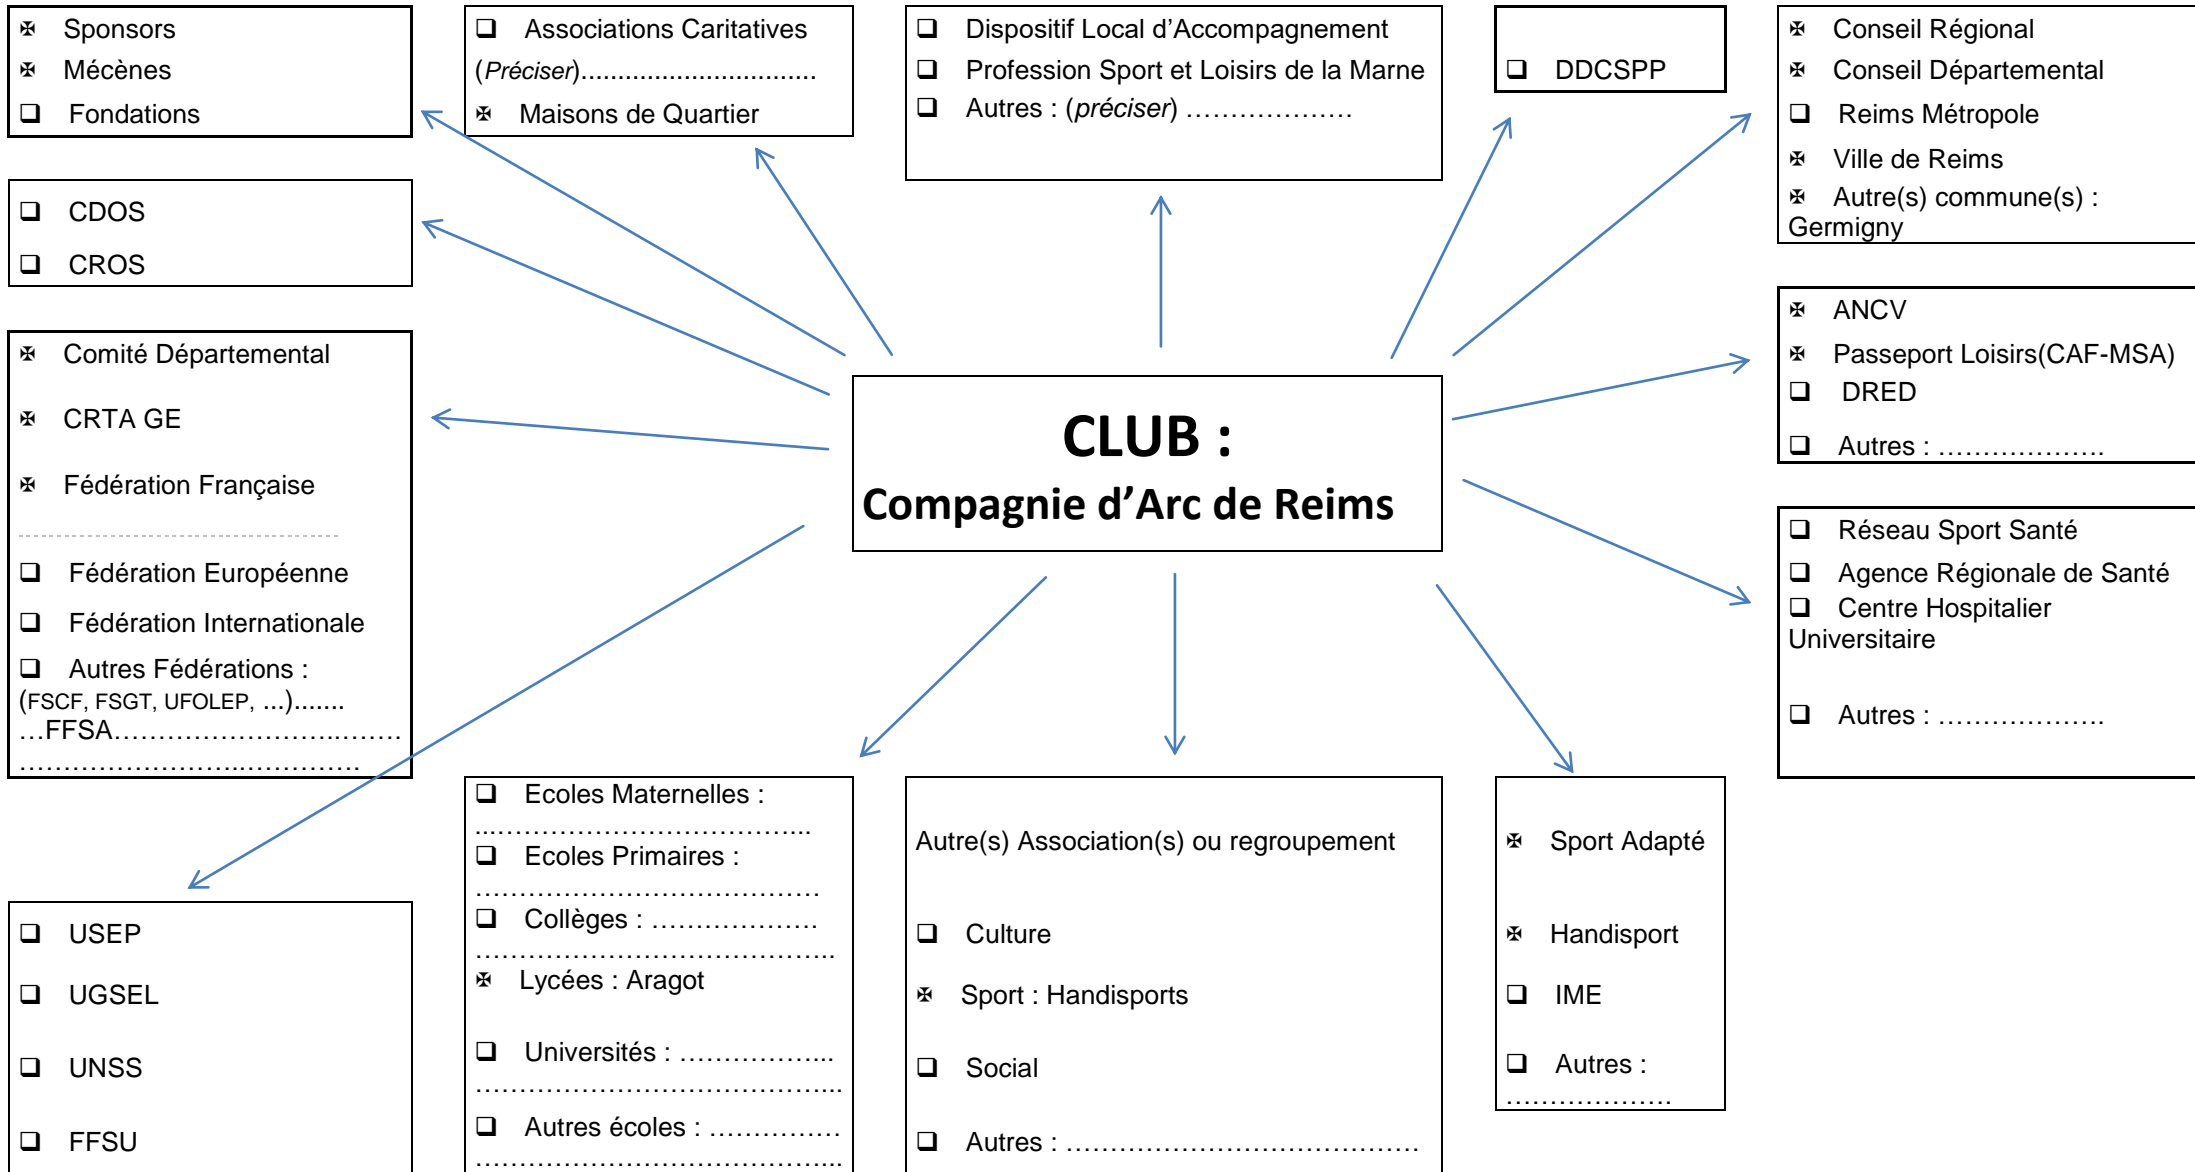 ✠ Sponsors
✠ Mécènes
❑ Fondations
❑ Associations Caritatives
(Préciser)................................
✠ Maisons de Quartier
❑ Dispositif Local d’Accompagnement
❑ Profession Sport et Loisirs de la Marne
❑ Autres : (préciser) ……………….
❑ DDCSPP
✠ Conseil Régional
✠ Conseil Départemental
❑ Reims Métropole
✠ Ville de Reims
✠ Autre(s) commune(s) :
Germigny
❑ CDOS
❑ CROS
✠ ANCV
✠ Passeport Loisirs(CAF-MSA)
❑ DRED
❑ Autres : ……………….
✠ Comité Départemental
✠ CRTA GE
✠ Fédération Française
❑ Fédération Européenne
❑ Fédération Internationale
❑ Autres Fédérations :
(FSCF, FSGT, UFOLEP, ...).......
…FFSA……………………..…….
……………………..………….
CLUB :
Compagnie d’Arc de Reims
❑ Réseau Sport Santé
❑ Agence Régionale de Santé
❑ Centre Hospitalier
Universitaire
❑ Autres : ……………….
❑ USEP
❑ UGSEL
❑ UNSS
❑ FFSU
❑ Ecoles Maternelles :
...……………………………...
❑ Ecoles Primaires :
…………………………………
❑ Collèges : ……………….
…………………………………..
✠ Lycées : Aragot
❑ Universités : ……………...
…………………………………...
❑ Autres écoles : ……………
…………………………………...
Autre(s) Association(s) ou regroupement
❑ Culture
✠ Sport : Handisports
❑ Social
❑ Autres : …………………………………
✠ Sport Adapté
✠ Handisport
❑ IME
❑ Autres :
……………….